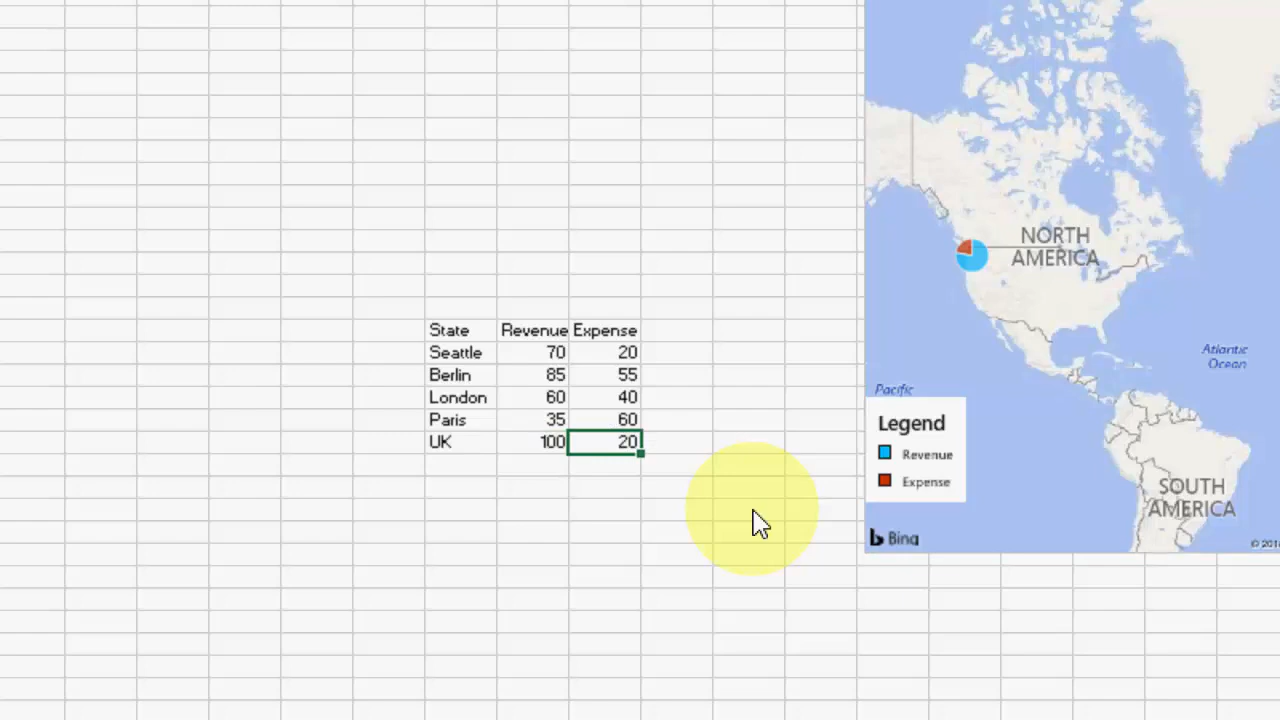 State Revenue Expense
Seattle 70 20
Berlin 85 55
London 60 40
Paris 35 60
UK 100 20
NORTH
AMERICA
Atlantic
Ocean
Pacific
Legend
Revenue
Expense
SOUTH
AMERICA
Bing